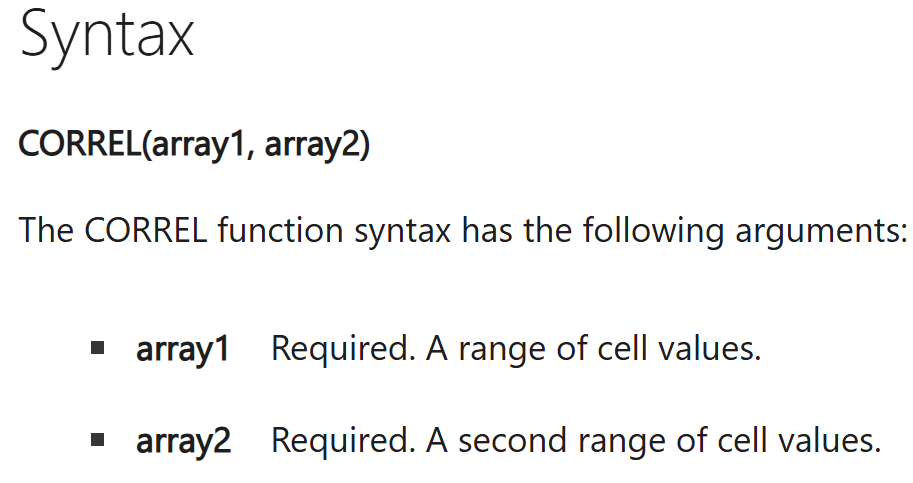 Syntax
CORREL(array1, array2)
The CORREL function syntax has the following arguments:
array1 Required. A range of cell values.
array2 Required. A second range of cell values.